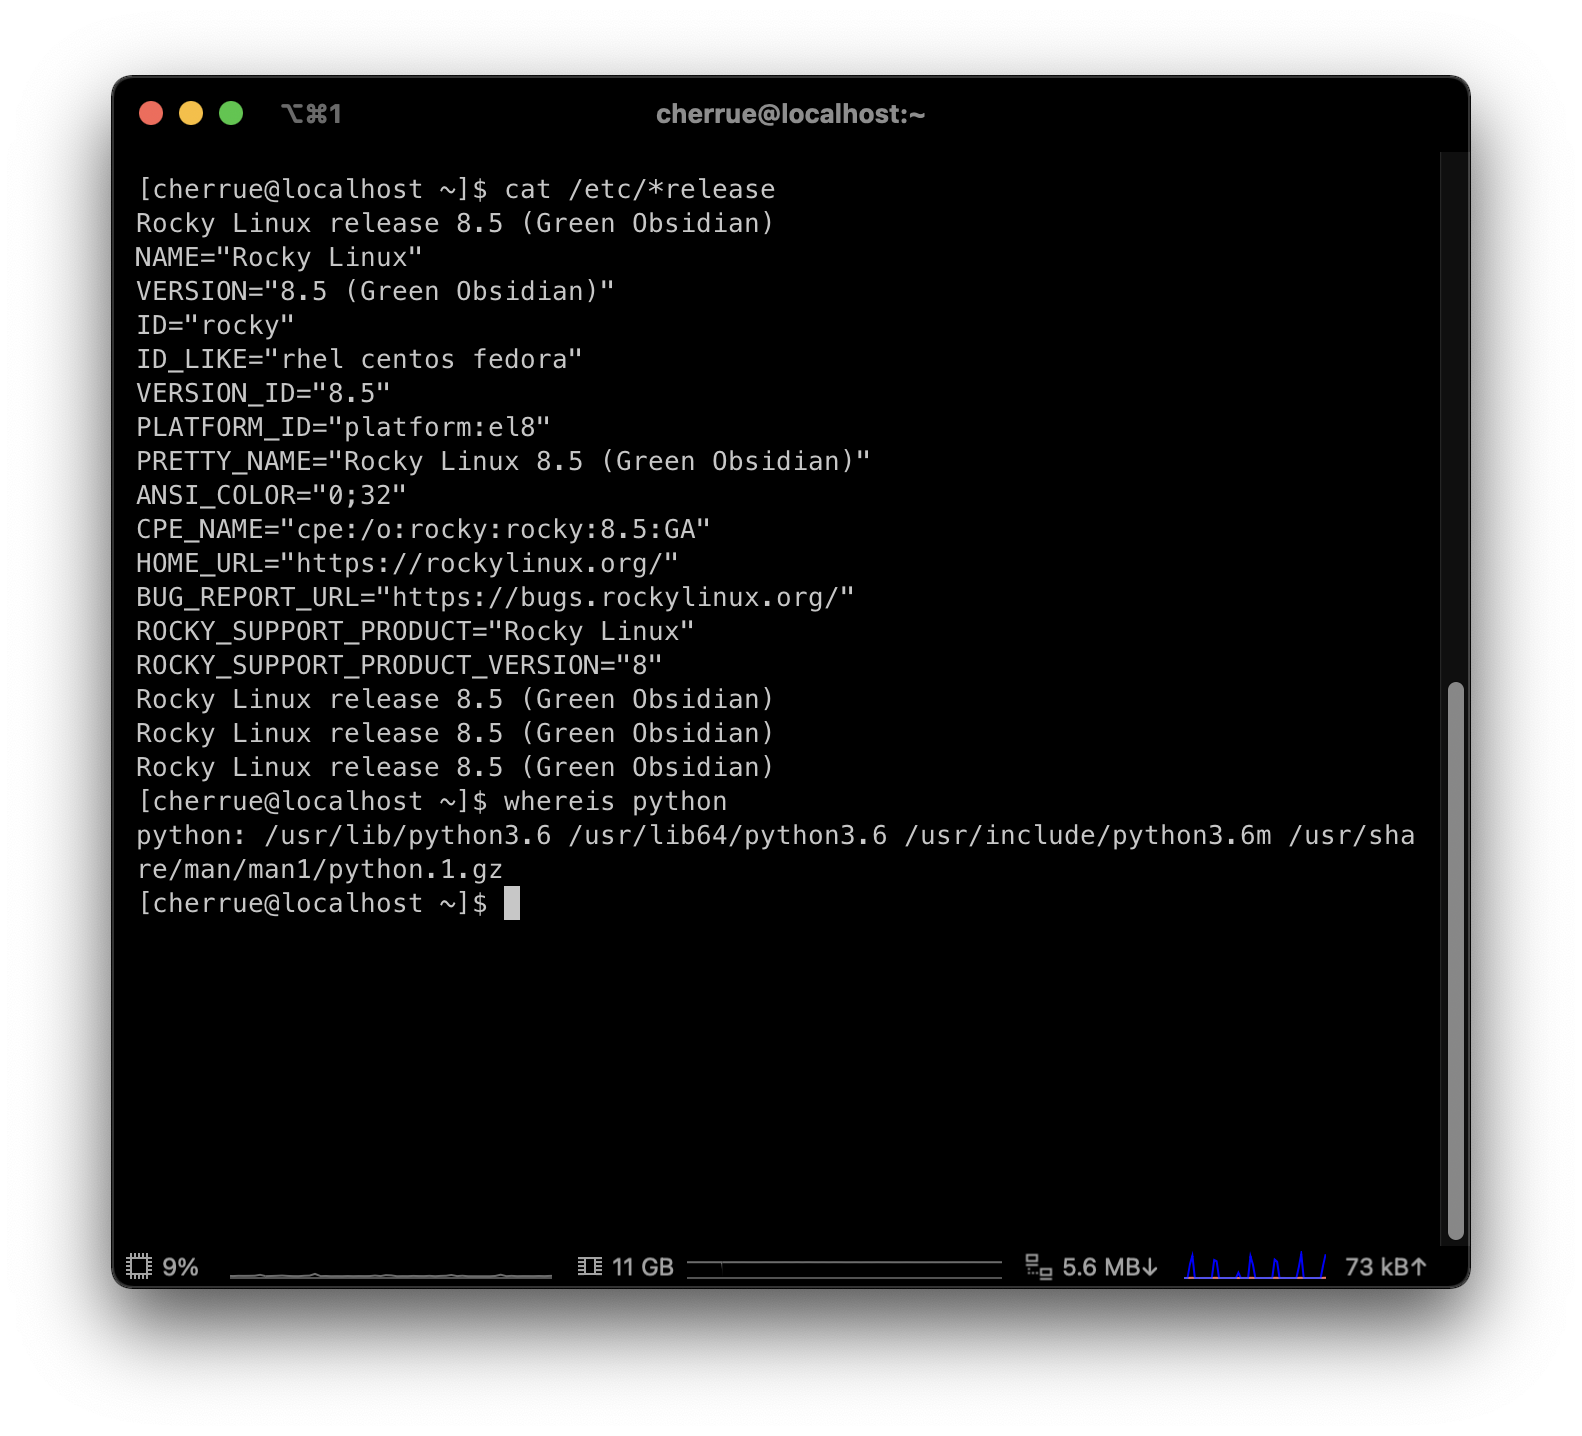 ⌥⌘1
cherrue@localhost:~
[cherrue@localhost ~]$ cat /etc/*release
Rocky Linux release 8.5 (Green Obsidian)
NAME="Rocky Linux"
VERSION="8.5 (Green Obsidian)"
ID="rocky"
ID_LIKE="rhel centos fedora"
VERSION_ID="8.5"
PLATFORM_ID="platform:el8"
PRETTY_NAME="Rocky Linux 8.5 (Green Obsidian)"
ANSI_COLOR="0;32"
CPE_NAME="cpe:/o:rocky:rocky:8.5:GA"
HOME_URL="https://rockylinux.org/"
BUG_REPORT_URL="https://bugs.rockylinux.org/"
ROCKY_SUPPORT_PRODUCT="Rocky Linux"
ROCKY_SUPPORT_PRODUCT_VERSION="8"
Rocky Linux release 8.5 (Green Obsidian)
Rocky Linux release 8.5 (Green Obsidian)
Rocky Linux release 8.5 (Green Obsidian)
[cherrue@localhost ~]$ whereis python
python: /usr/lib/python3.6 /usr/lib64/python3.6 /usr/include/python3.6m /usr/sha
re/man/man1/python.1.gz
[cherrue@localhost ~]$
9% 11 GB 5.6 MB↓ 73 kB↑